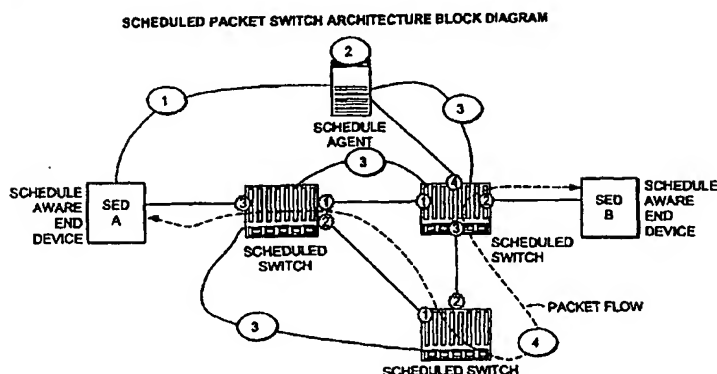 SCHEDULED PACKET SWITCH ARCHITECTURE BLOCK DIAGRAM
2
1
3
SCHEDULE
AGENT
3
4
SCHEDULE
AWARE
END
DEVICE
SED
A
3
1
2
SCHEDULED
SWITCH
1
2
3
SCHEDULED
SWITCH
SED
B
SCHEDULE
AWARE
END
DEVICE
3
1
2
SCHEDULED SWITCH
PACKET FLOW
4